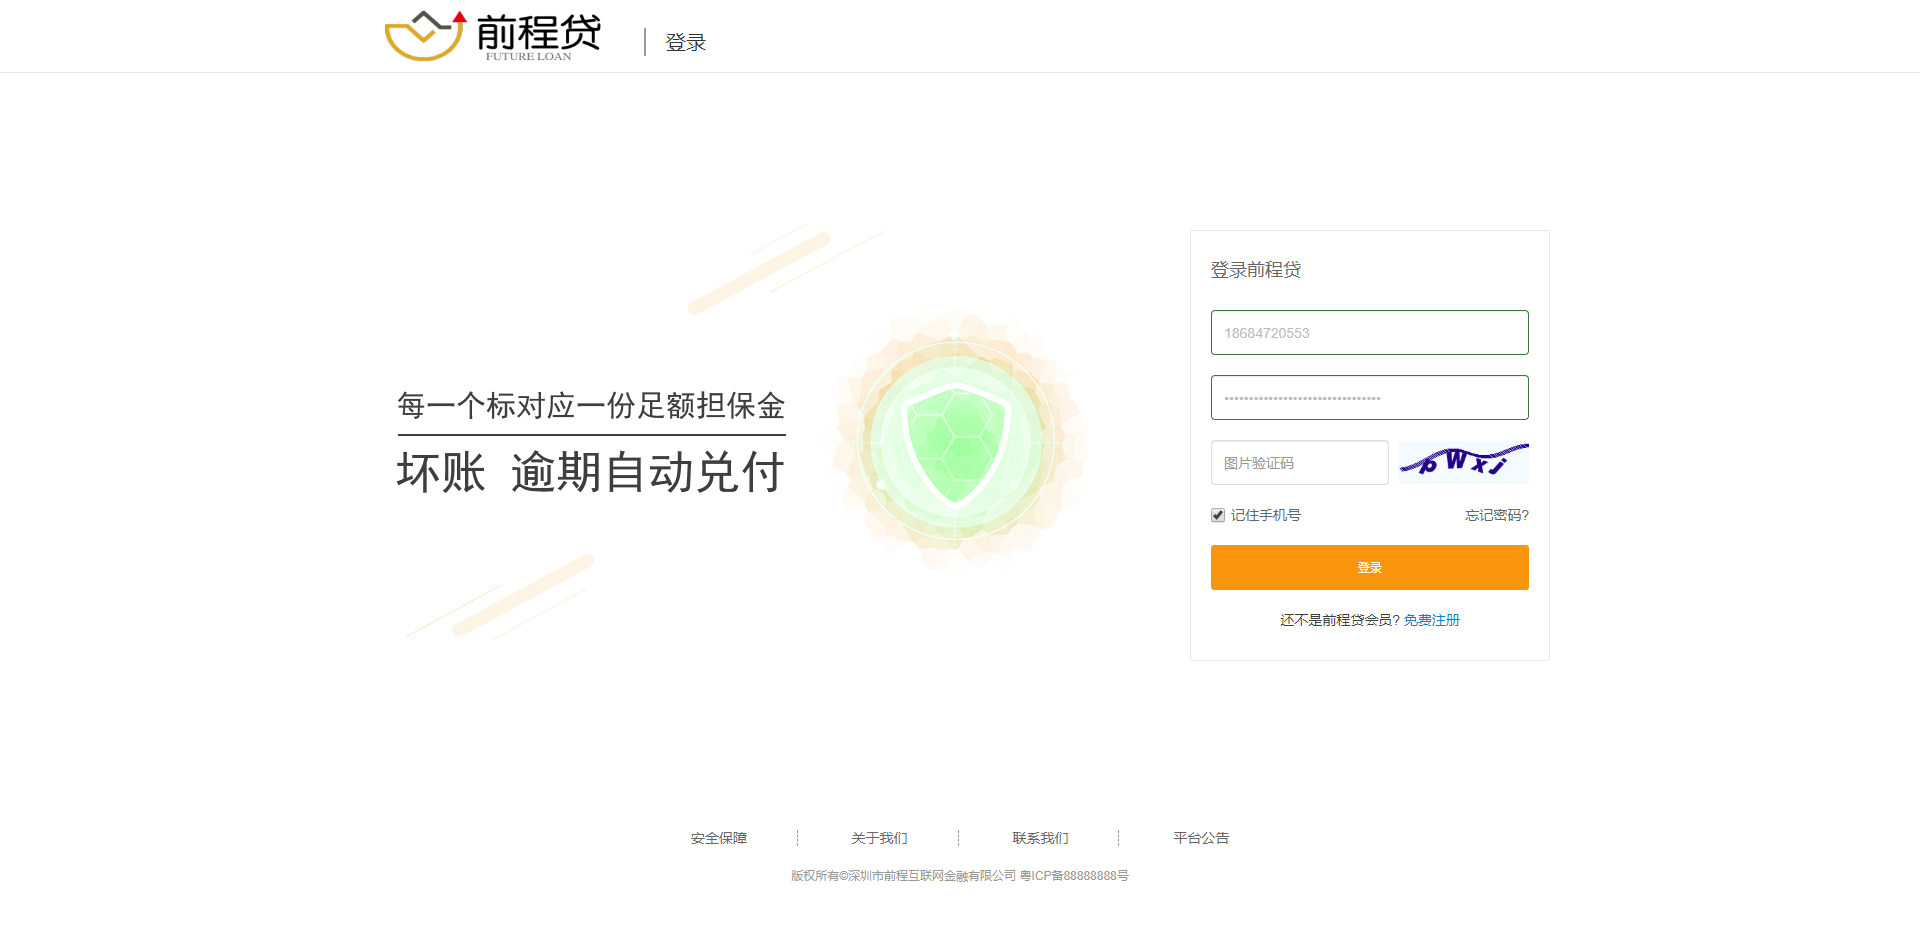 前程贷
FUTURE LOAN
登录
每一个标对应一份足额担保金
坏账 逾期自动兑付
登录前程贷
18684720553
••••••••••••••••••••••••••••••••
图片验证码
pWxj
记住手机号 忘记密码?
登录
还不是前程贷会员? 免费注册
安全保障 关于我们 联系我们 平台公告
版权所有©深圳市前程互联网金融有限公司 粤ICP备88888888号